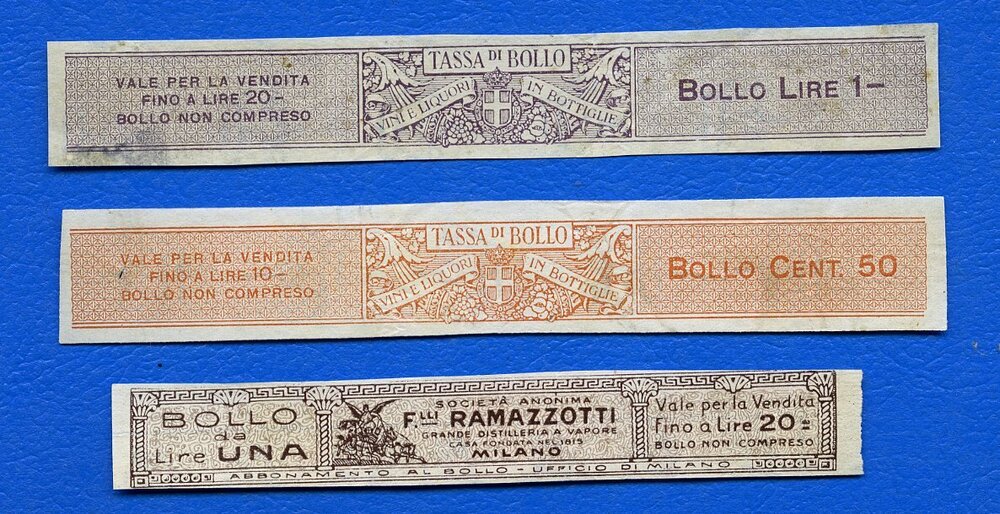 VALE PER LA VENDITA
FINO A LIRE 20-
BOLLO NON COMPRESO
TASSA DI BOLLO
VINI E LIQUORI IN BOTTIGLIE
BOLLO LIRE 1-
VALE PER LA VENDITA
FINO A LIRE 10-
BOLLO NON COMPRESO
TASSA DI BOLLO
VINI E LIQUORI IN BOTTIGLIE
BOLLO CENT. 50
BOLLO
da
Lire UNA
SOCIETÀ ANONIMA
F.LLI RAMAZZOTTI
GRANDE DISTILLERIA A VAPORE
CASA FONDATA NEL 1815
MILANO
Vale per la Vendita
Fino a Lire 20=
BOLLO NON COMPRESO
ABBONAMENTO AL BOLLO - UFFICIO DI MILANO